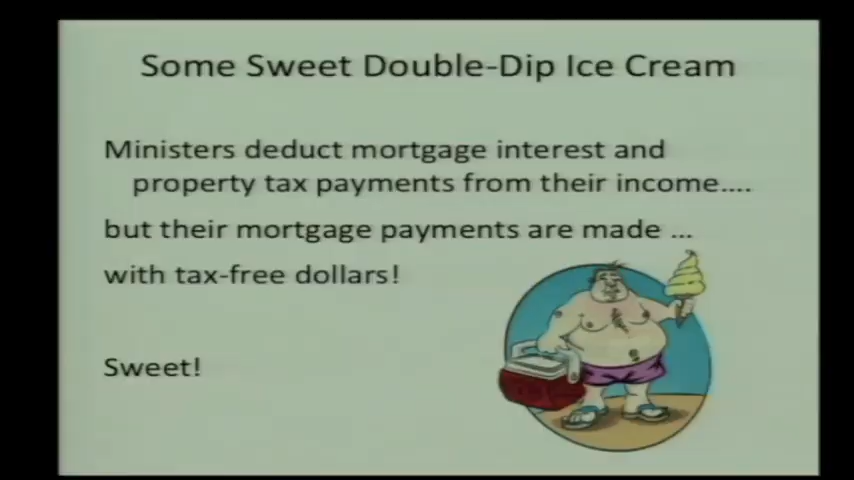 Some Sweet Double-Dip Ice Cream
Ministers deduct mortgage interest and
property tax payments from their income....
but their mortgage payments are made ...
with tax-free dollars!
Sweet!